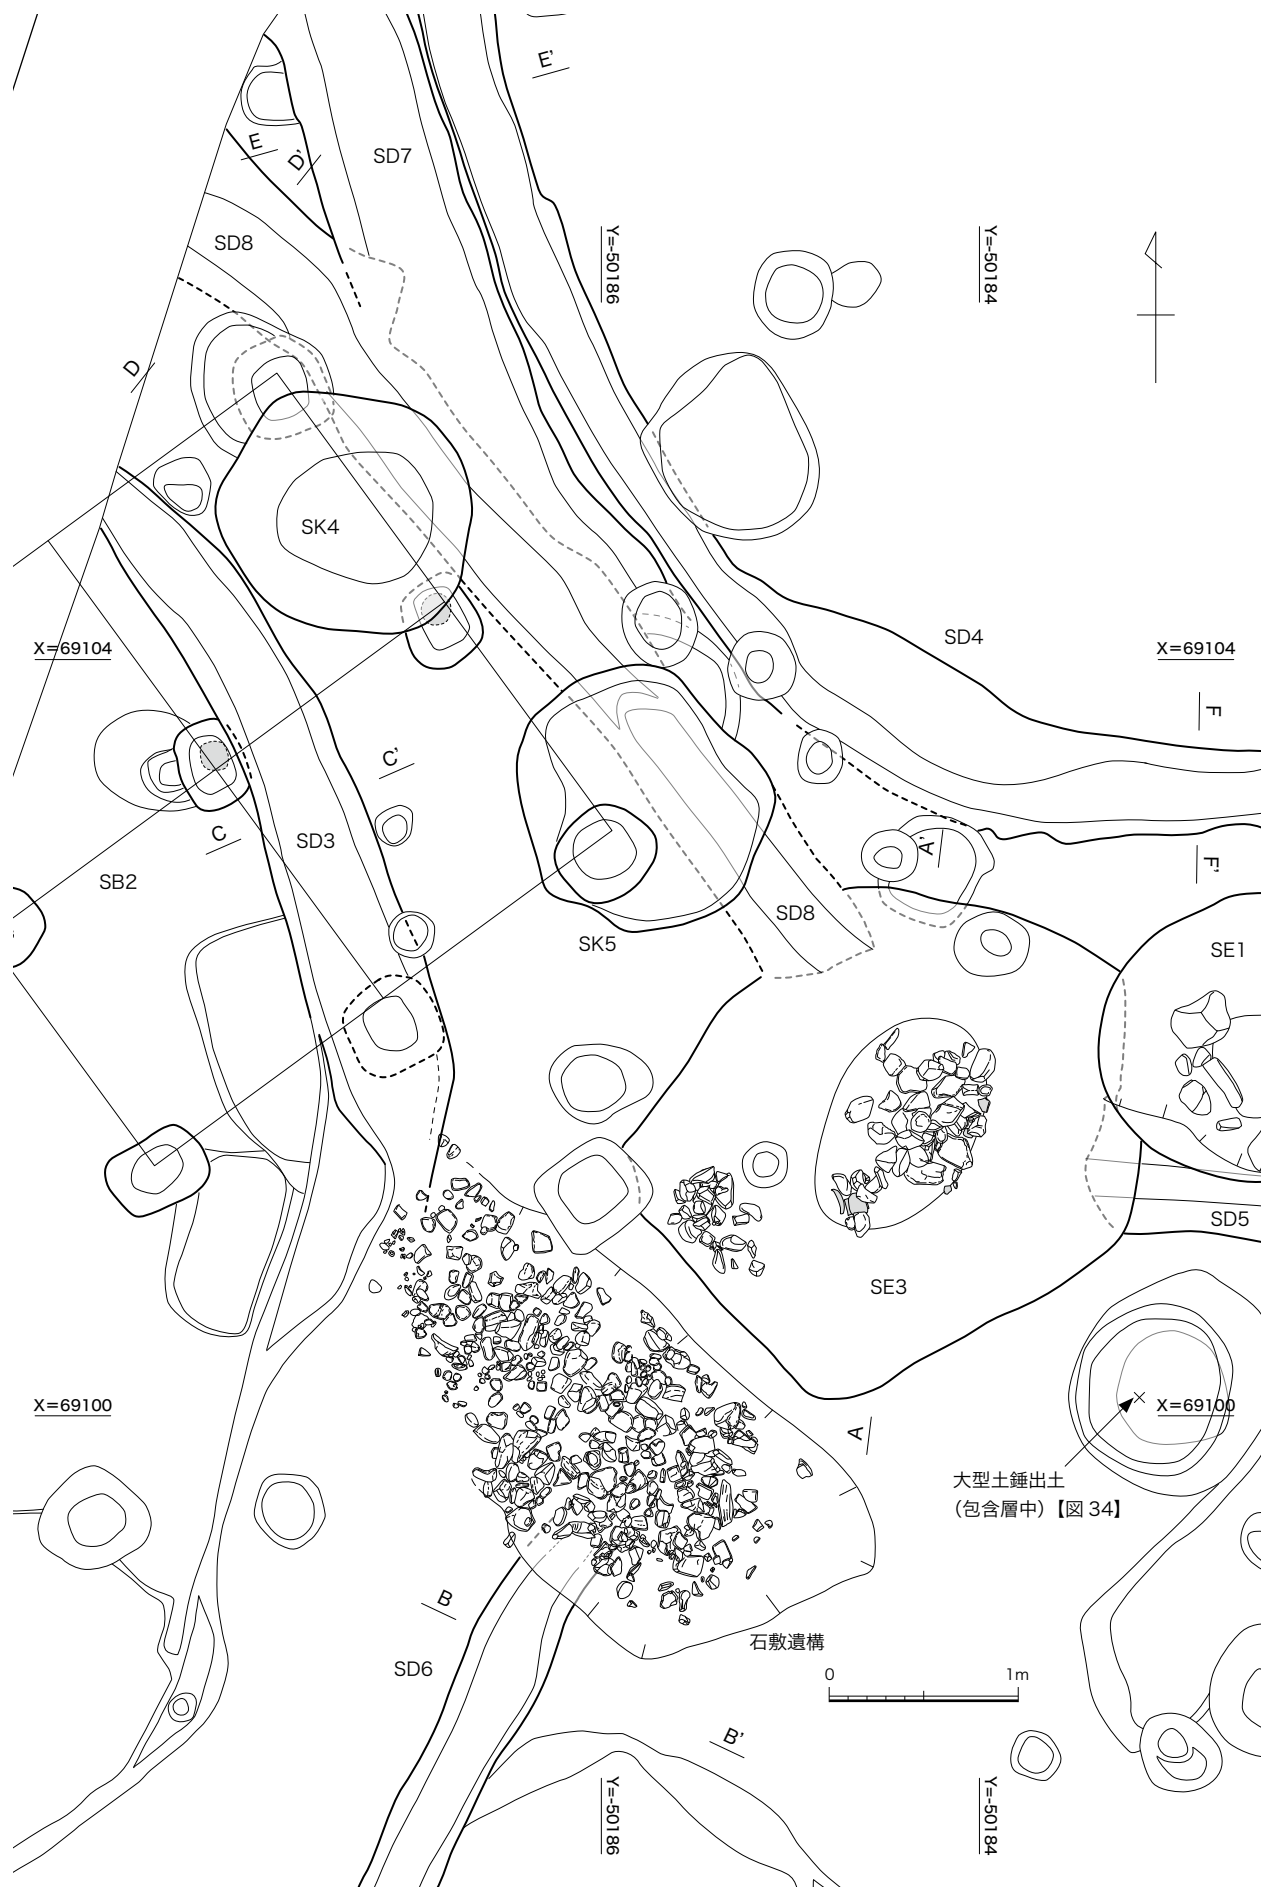 E’
E
D’
SD7
SD8
Y=-50186
Y=-50184
D
SK4
X=69104
SD4
X=69104
F
C’
C
SD3
A’
F’
SB2
SD8
SK5
SE1
SD5
SE3
X=69100
A
X=69100
大型土錘出土
（包含層中）【図 34】
B
石敷遺構
SD6
0 1m
B’
Y=-50186
Y=-50184